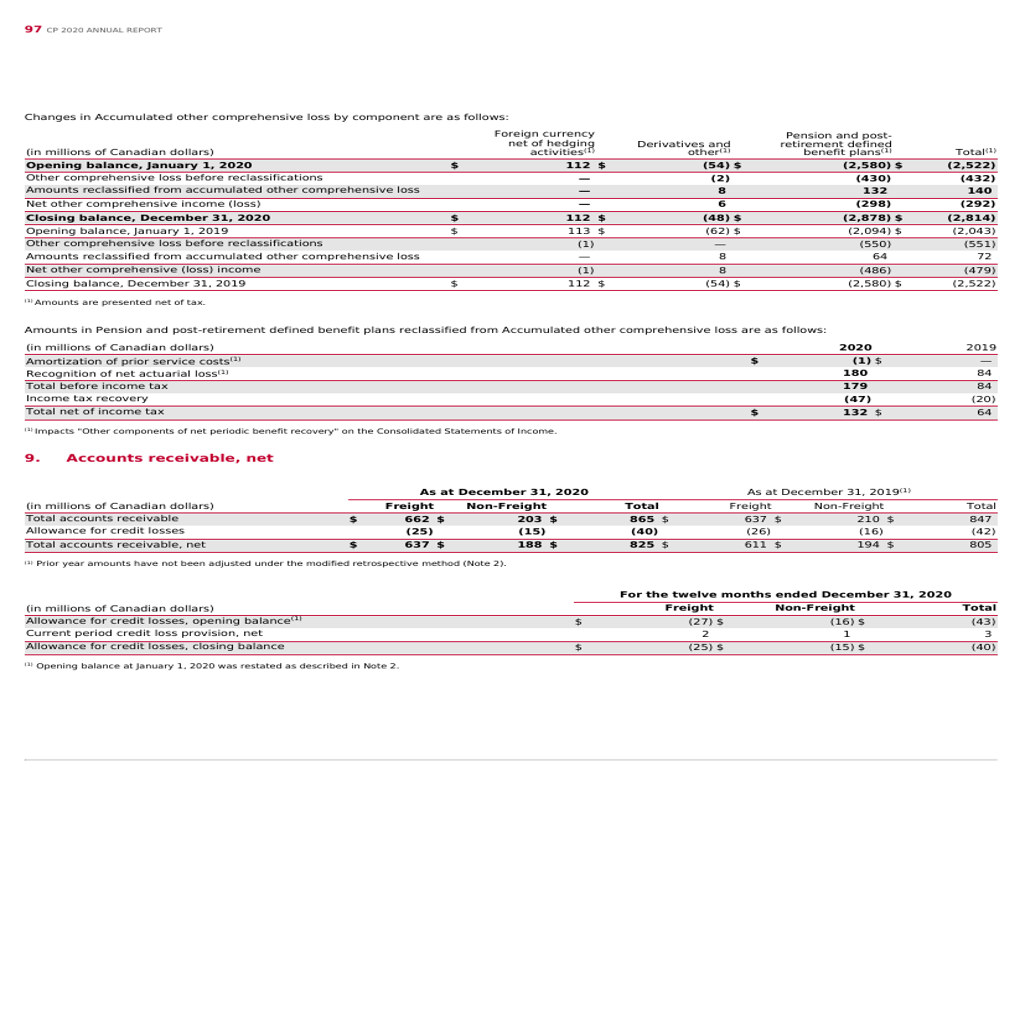 97 CP 2020 ANNUAL REPORT
Changes in Accumulated other comprehensive loss by component are as follows:
(in millions of Canadian dollars) Foreign currency net of hedging activities(1) Derivatives and other(1) Pension and post-retirement defined benefit plans(1) Total(1)
Opening balance, January 1, 2020 $ 112 $ (54) $ (2,580) $ (2,522)
Other comprehensive loss before reclassifications — (2) (430) (432)
Amounts reclassified from accumulated other comprehensive loss — 8 132 140
Net other comprehensive income (loss) — 6 (298) (292)
Closing balance, December 31, 2020 $ 112 $ (48) $ (2,878) $ (2,814)
Opening balance, January 1, 2019 $ 113 $ (62) $ (2,094) $ (2,043)
Other comprehensive loss before reclassifications (1) — (550) (551)
Amounts reclassified from accumulated other comprehensive loss — 8 64 72
Net other comprehensive (loss) income (1) 8 (486) (479)
Closing balance, December 31, 2019 $ 112 $ (54) $ (2,580) $ (2,522)
(1) Amounts are presented net of tax.
Amounts in Pension and post-retirement defined benefit plans reclassified from Accumulated other comprehensive loss are as follows:
(in millions of Canadian dollars) 2020 2019
Amortization of prior service costs(1) $ (1) $ —
Recognition of net actuarial loss(1) 180 84
Total before income tax 179 84
Income tax recovery (47) (20)
Total net of income tax $ 132 $ 64
(1) Impacts "Other components of net periodic benefit recovery" on the Consolidated Statements of Income.
9. Accounts receivable, net
As at December 31, 2020 As at December 31, 2019(1)
(in millions of Canadian dollars) Freight Non-Freight Total Freight Non-Freight Total
Total accounts receivable $ 662 $ 203 $ 865 $ 637 $ 210 $ 847
Allowance for credit losses (25) (15) (40) (26) (16) (42)
Total accounts receivable, net $ 637 $ 188 $ 825 $ 611 $ 194 $ 805
(1) Prior year amounts have not been adjusted under the modified retrospective method (Note 2).
For the twelve months ended December 31, 2020
(in millions of Canadian dollars) Freight Non-Freight Total
Allowance for credit losses, opening balance(1) $ (27) $ (16) $ (43)
Current period credit loss provision, net 2 1 3
Allowance for credit losses, closing balance $ (25) $ (15) $ (40)
(1) Opening balance at January 1, 2020 was restated as described in Note 2.